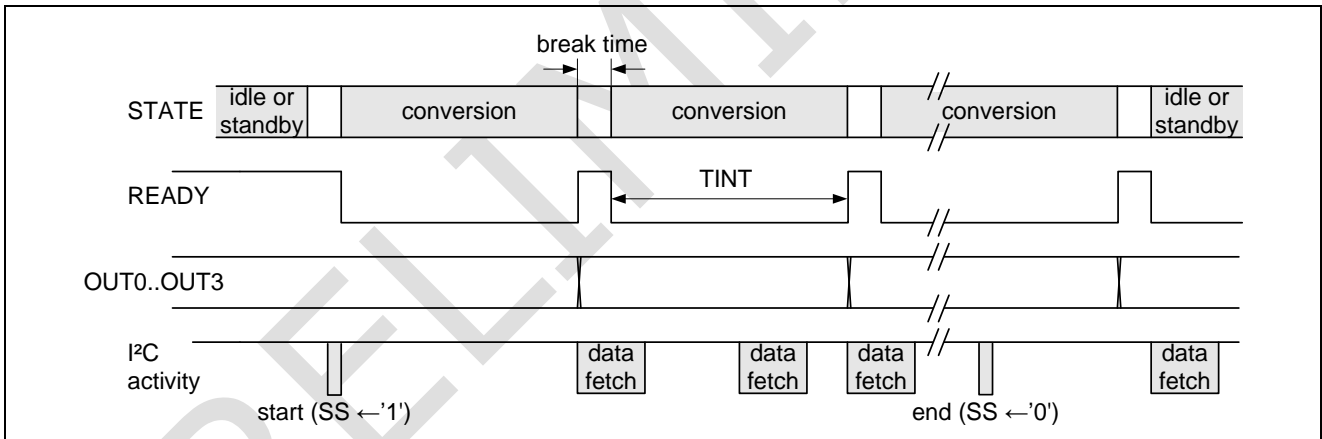 break time
STATE
idle or
standby
conversion
conversion
conversion
idle or
standby
READY
TINT
OUT0..OUT3
I²C
activity
data
fetch
data
fetch
data
fetch
data
fetch
start (SS ←'1')
end (SS ←'0')
PRELIMI